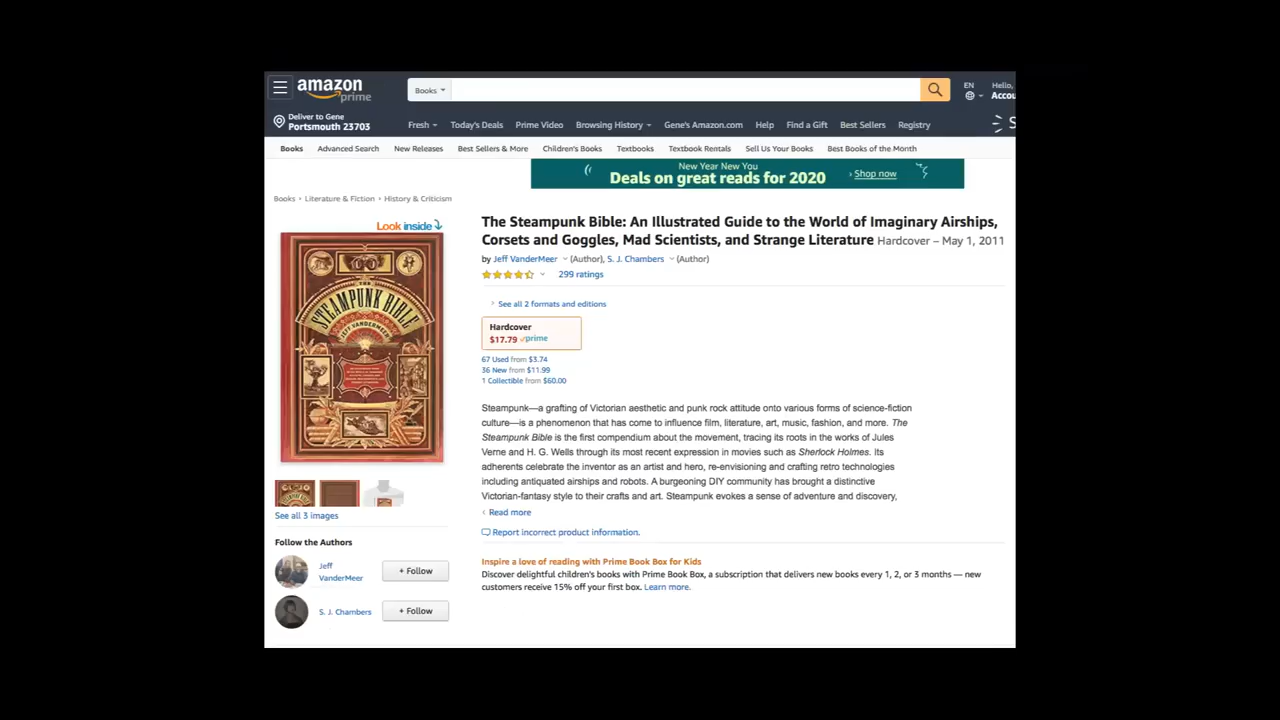 amazon
prime
Books
EN
Hello,
Accou
Deliver to Gene
Portsmouth 23703
Fresh
Today's Deals
Prime Video
Browsing History
Gene's Amazon.com
Help
Find a Gift
Best Sellers
Registry
S
Books
Advanced Search
New Releases
Best Sellers & More
Children's Books
Textbooks
Textbook Rentals
Sell Us Your Books
Best Books of the Month
New Year New You
Deals on great reads for 2020
› Shop now
Books › Literature & Fiction › History & Criticism
Look inside
THE
STEAMPUNK BIBLE
JEFF VANDERMEER
The Steampunk Bible: An Illustrated Guide to the World of Imaginary Airships,
Corsets and Goggles, Mad Scientists, and Strange Literature Hardcover – May 1, 2011
by Jeff VanderMeer (Author), S. J. Chambers (Author)
299 ratings
› See all 2 formats and editions
Hardcover
$17.79 prime
67 Used from $3.74
36 New from $11.99
1 Collectible from $60.00
Steampunk—a grafting of Victorian aesthetic and punk rock attitude onto various forms of science-fiction
culture—is a phenomenon that has come to influence film, literature, art, music, fashion, and more. The
Steampunk Bible is the first compendium about the movement, tracing its roots in the works of Jules
Verne and H. G. Wells through its most recent expression in movies such as Sherlock Holmes. Its
adherents celebrate the inventor as an artist and hero, re-envisioning and crafting retro technologies
including antiquated airships and robots. A burgeoning DIY community has brought a distinctive
Victorian-fantasy style to their crafts and art. Steampunk evokes a sense of adventure and discovery,
‹ Read more
Report incorrect product information.
See all 3 images
Follow the Authors
Jeff
VanderMeer
+ Follow
S. J. Chambers
+ Follow
Inspire a love of reading with Prime Book Box for Kids
Discover delightful children's books with Prime Book Box, a subscription that delivers new books every 1, 2, or 3 months — new
customers receive 15% off your first box. Learn more.